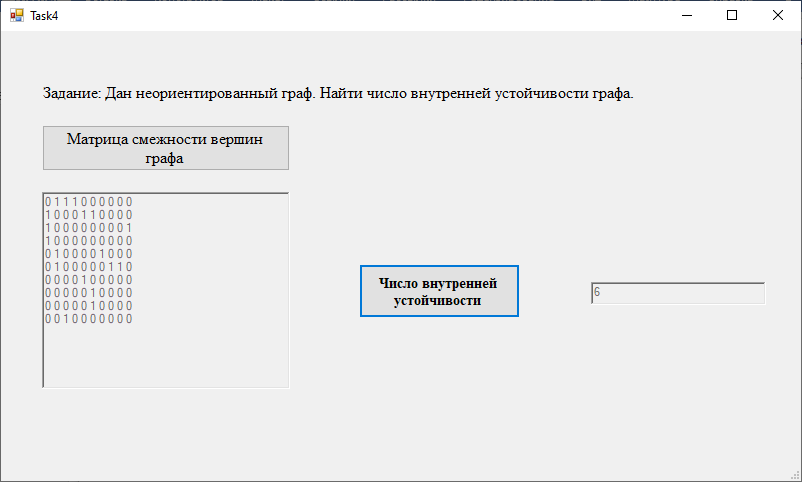 Task4
Задание: Дан неориентированный граф. Найти число внутренней устойчивости графа.
Матрица смежности вершин
графа
0 1 1 1 0 0 0 0 0 0
1 0 0 0 1 1 0 0 0 0
1 0 0 0 0 0 0 0 0 1
1 0 0 0 0 0 0 0 0 0
0 1 0 0 0 0 1 0 0 0
0 1 0 0 0 0 0 1 1 0
0 0 0 0 1 0 0 0 0 0
0 0 0 0 0 1 0 0 0 0
0 0 0 0 0 1 0 0 0 0
0 0 1 0 0 0 0 0 0 0
Число внутренней
устойчивости
6